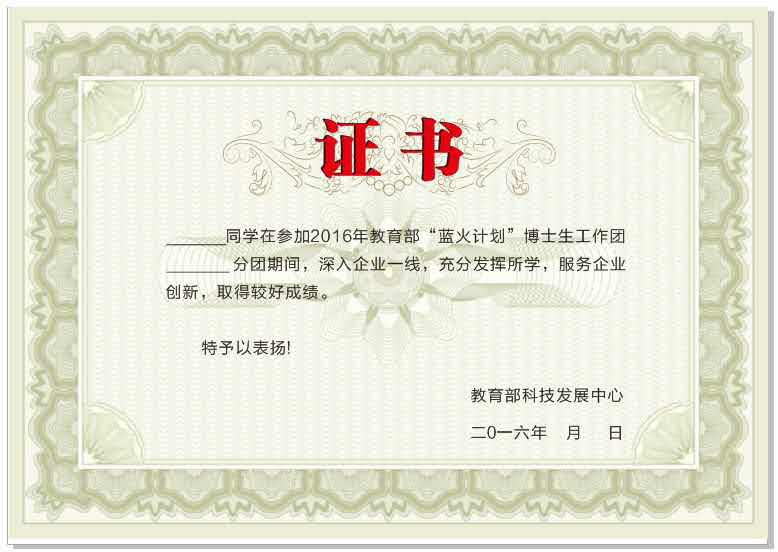 证书
________同学在参加2016年教育部“蓝火计划”博士生工作团
________分团期间，深入企业一线，充分发挥所学，服务企业
创新，取得较好成绩。
特予以表扬!
教育部科技发展中心
二0一六年 月 日